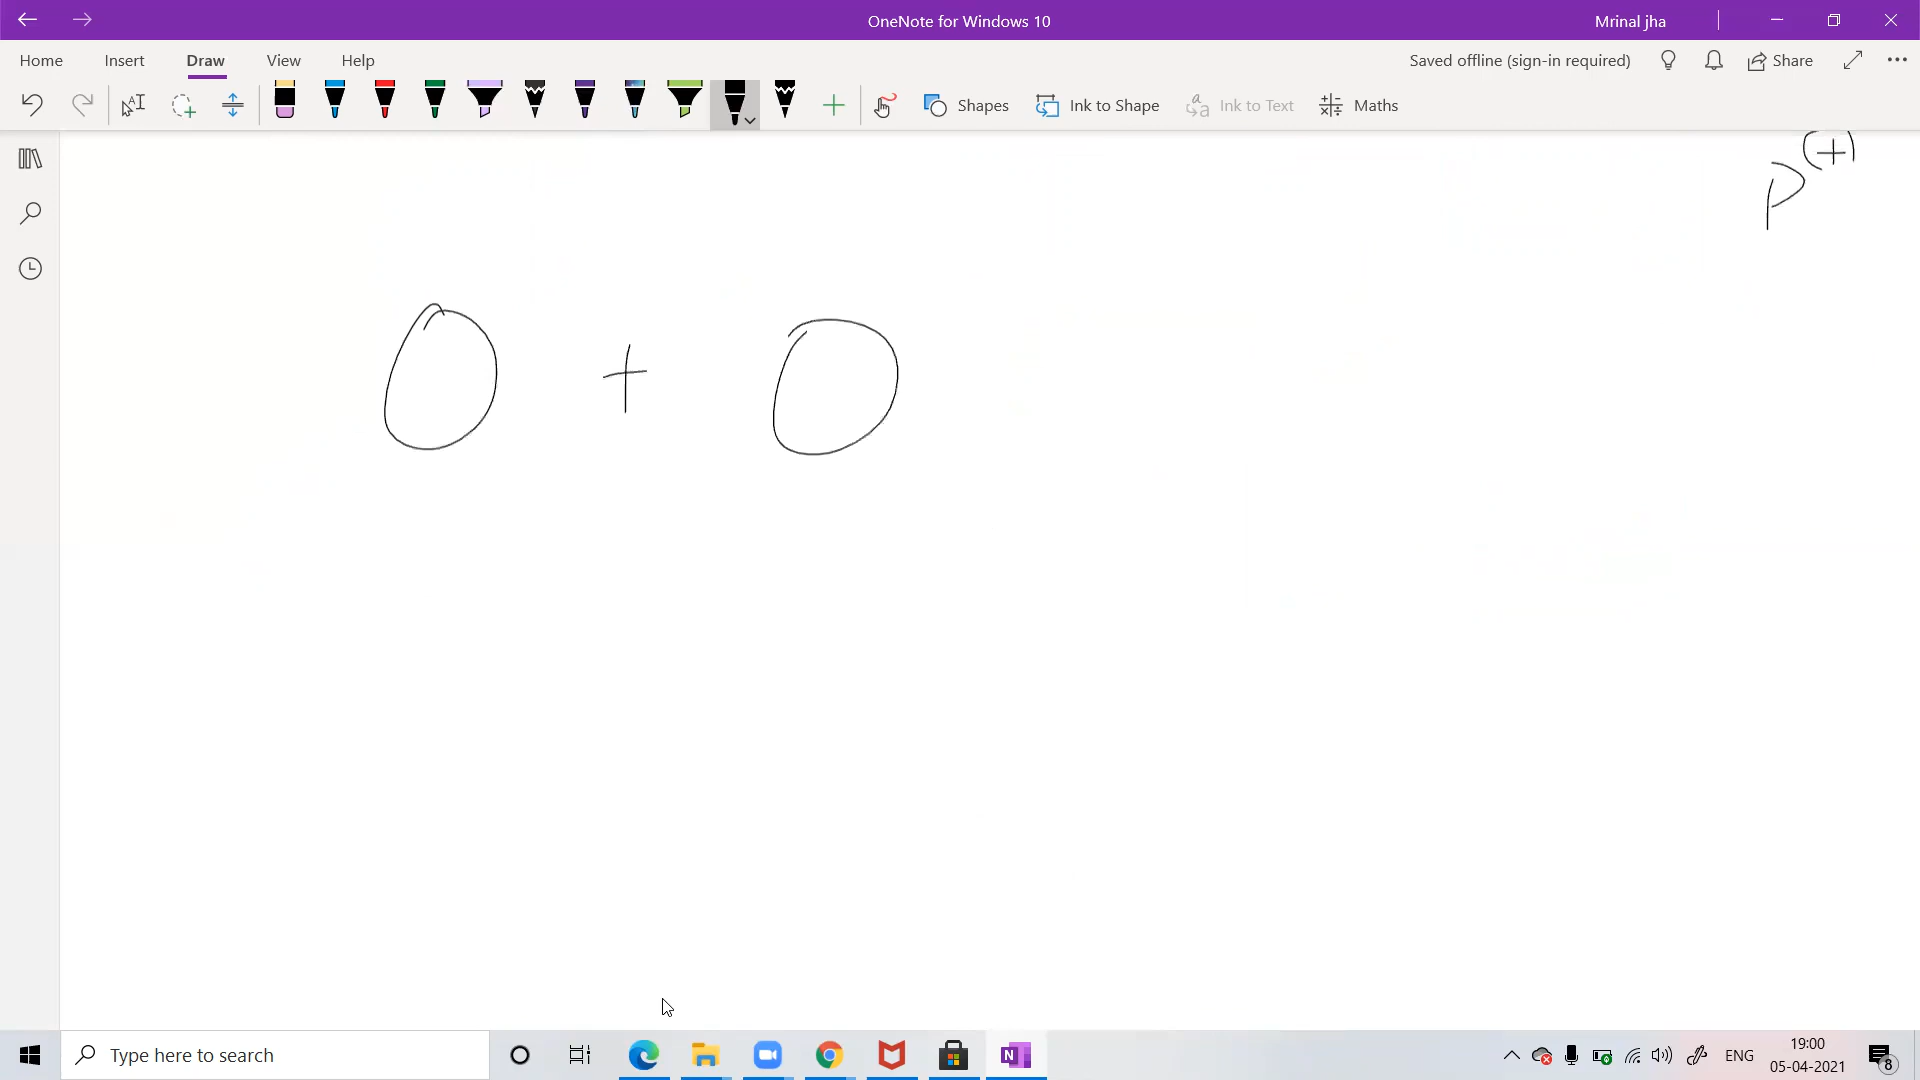 OneNote for Windows 10
Mrinal jha
Home Insert Draw View Help
Saved offline (sign-in required) Share
Shapes Ink to Shape Ink to Text Maths
P(+)
O + O
Type here to search
ENG
19:00
05-04-2021
8